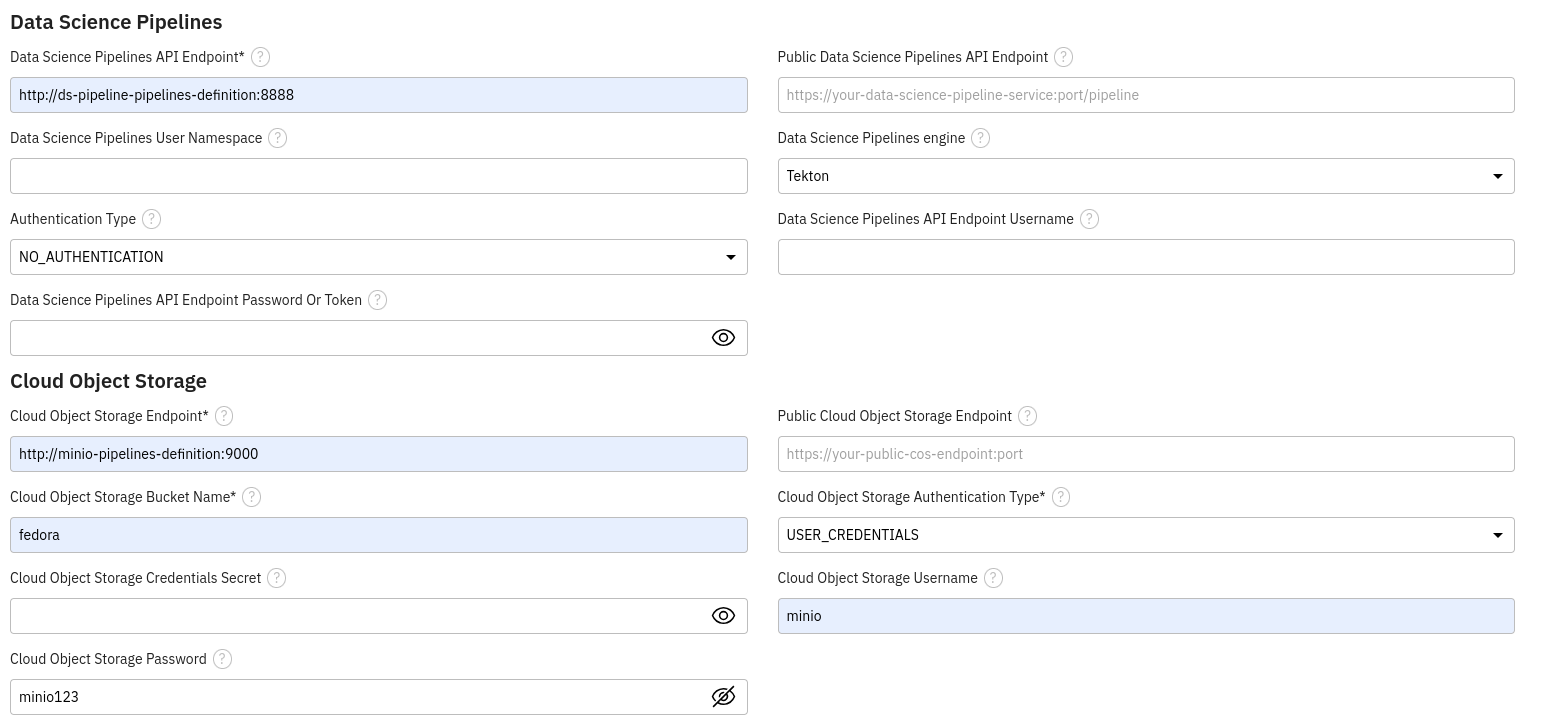 Data Science Pipelines
Data Science Pipelines API Endpoint* ?
Public Data Science Pipelines API Endpoint ?
http://ds-pipeline-pipelines-definition:8888
https://your-data-science-pipeline-service:port/pipeline
Data Science Pipelines User Namespace ?
Data Science Pipelines engine ?
Tekton
Authentication Type ?
Data Science Pipelines API Endpoint Username ?
NO_AUTHENTICATION
Data Science Pipelines API Endpoint Password Or Token ?
Cloud Object Storage
Cloud Object Storage Endpoint* ?
Public Cloud Object Storage Endpoint ?
http://minio-pipelines-definition:9000
https://your-public-cos-endpoint:port
Cloud Object Storage Bucket Name* ?
Cloud Object Storage Authentication Type* ?
fedora
USER_CREDENTIALS
Cloud Object Storage Credentials Secret ?
Cloud Object Storage Username ?
minio
Cloud Object Storage Password ?
minio123